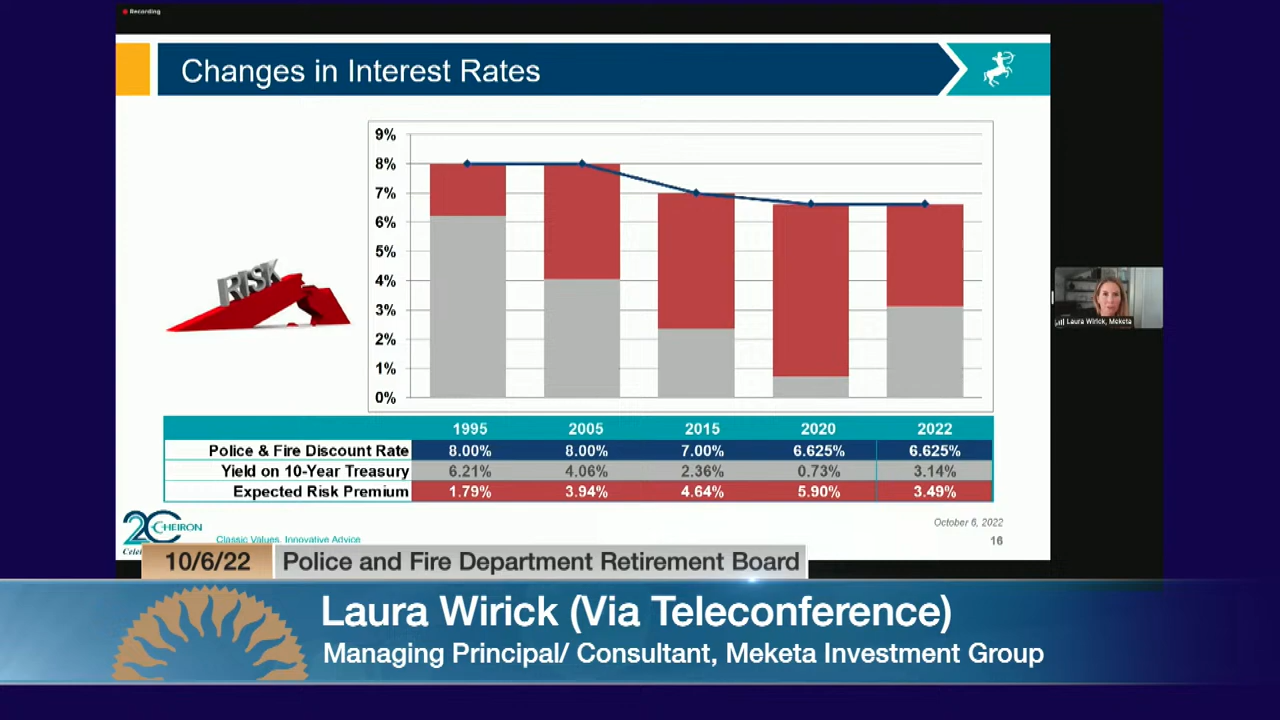 Recording
Changes in Interest Rates
9%
8%
7%
6%
5%
4%
3%
2%
1%
0%
RISK
1995 2005 2015 2020 2022
Police & Fire Discount Rate 8.00% 8.00% 7.00% 6.625% 6.625%
Yield on 10-Year Treasury 6.21% 4.06% 2.36% 0.73% 3.14%
Expected Risk Premium 1.79% 3.94% 4.64% 5.90% 3.49%
Laura Wirick, Meketa
October 6, 2022
CHEIRON
Classic Values, Innovative Advice
16
10/6/22 Police and Fire Department Retirement Board
Laura Wirick (Via Teleconference)
Managing Principal/ Consultant, Meketa Investment Group